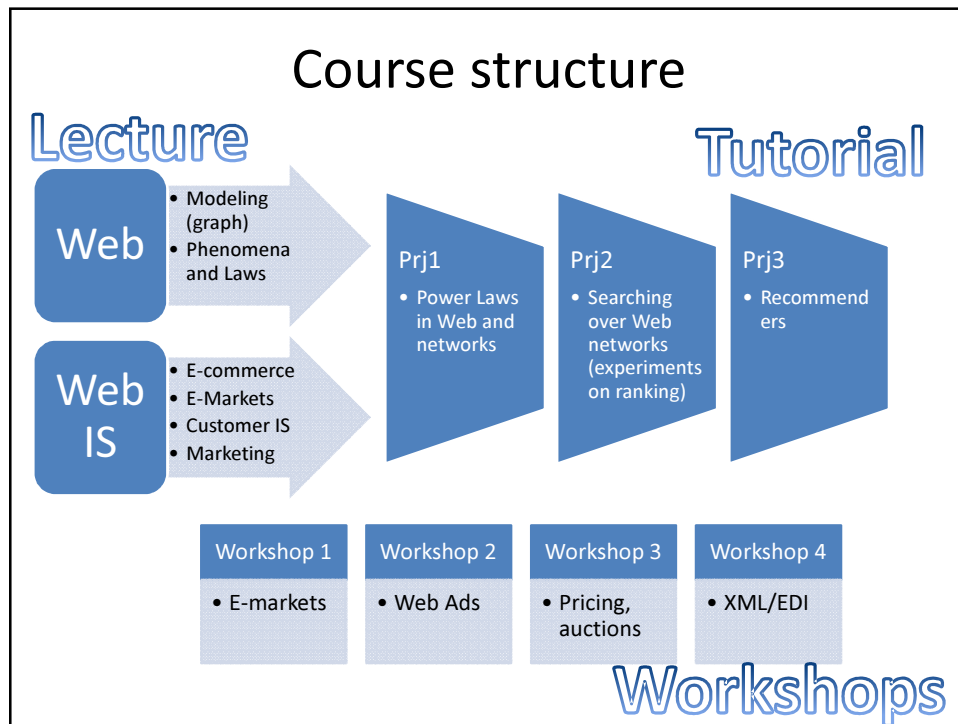 Course structure
Lecture
Tutorial
Web
• Modeling
(graph)
• Phenomena
and Laws
Web
IS
• E-commerce
• E-Markets
• Customer IS
• Marketing
Prj1
• Power Laws
in Web and
networks
Prj2
• Searching
over Web
networks
(experiments
on ranking)
Prj3
• Recommend
ers
Workshop 1
• E-markets
Workshop 2
• Web Ads
Workshop 3
• Pricing,
auctions
Workshop 4
• XML/EDI
Workshops